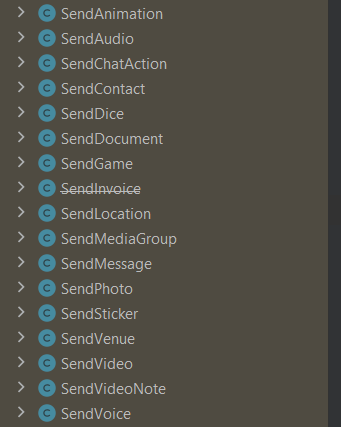 SendAnimation
SendAudio
SendChatAction
SendContact
SendDice
SendDocument
SendGame
SendInvoice
SendLocation
SendMediaGroup
SendMessage
SendPhoto
SendSticker
SendVenue
SendVideo
SendVideoNote
SendVoice